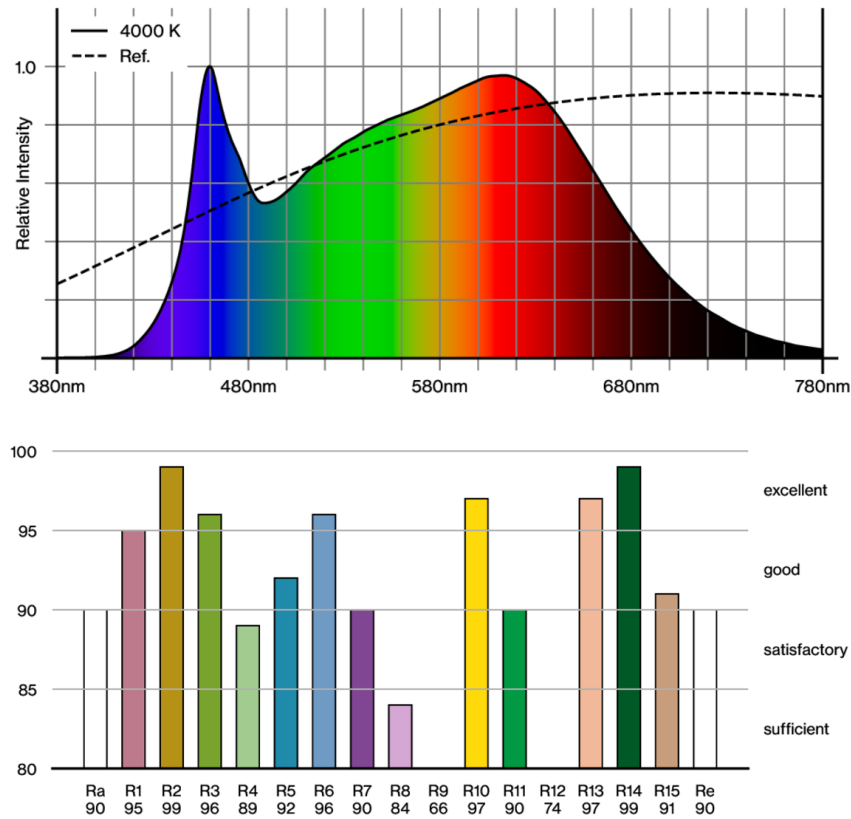 4000 K
Ref.
1.0
Relative Intensity
380nm 480nm 580nm 680nm 780nm
100
excellent
95
good
90
satisfactory
85
sufficient
80
Ra R1 R2 R3 R4 R5 R6 R7 R8 R9 R10 R11 R12 R13 R14 R15 Re
90 95 99 96 89 92 96 90 84 66 97 90 74 97 99 91 90